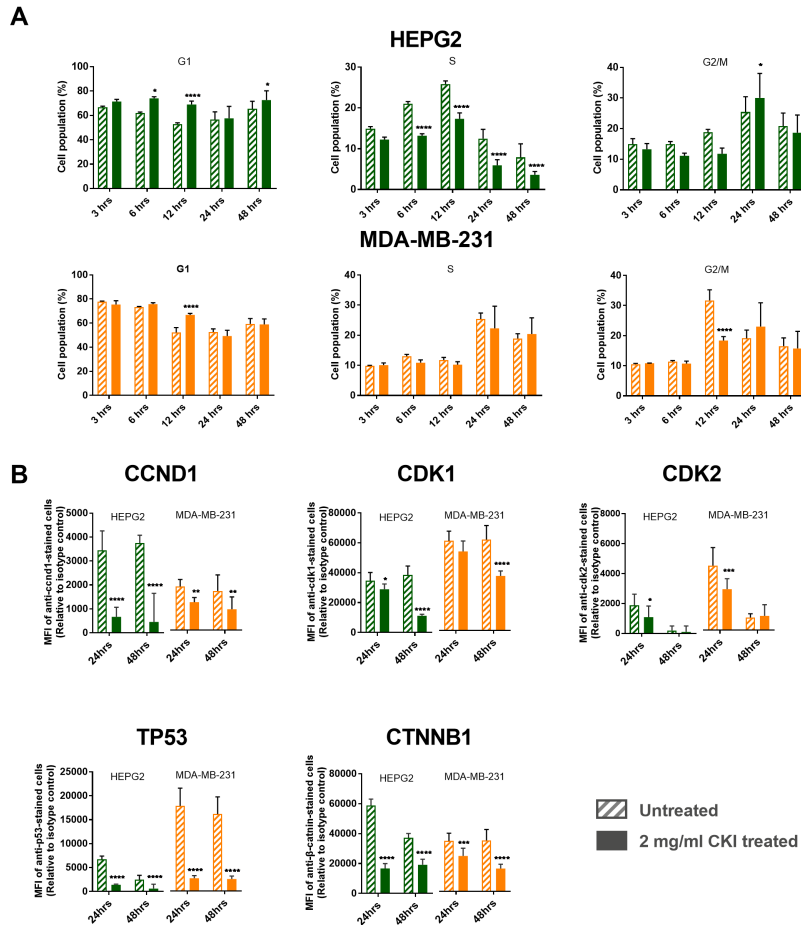 A
HEPG2
G1
Cell population (%)
100
80
60
40
20
0
*
****
*
3 hrs
6 hrs
12 hrs
24 hrs
48 hrs
S
Cell population (%)
30
20
10
0
****
****
****
****
3 hrs
6 hrs
12 hrs
24 hrs
48 hrs
G2/M
Cell population (%)
40
30
20
10
0
*
3 hrs
6 hrs
12 hrs
24 hrs
48 hrs
MDA-MB-231
G1
Cell population (%)
100
80
60
40
20
0
****
3 hrs
6 hrs
12 hrs
24 hrs
48 hrs
S
Cell population (%)
40
30
20
10
0
3 hrs
6 hrs
12 hrs
24 hrs
48 hrs
G2/M
Cell population (%)
40
30
20
10
0
****
3 hrs
6 hrs
12 hrs
24 hrs
48 hrs
B
CCND1
HEPG2
MDA-MB-231
MFI of anti-ccnd1-stained cells
(Relative to isotype control)
5000
4000
3000
2000
1000
0
****
****
**
**
24hrs
48hrs
24hrs
48hrs
CDK1
HEPG2
MDA-MB-231
MFI of anti-cdk1-stained cells
(Relative to isotype control)
80000
60000
40000
20000
0
*
****
****
24hrs
48hrs
24hrs
48hrs
CDK2
HEPG2
MDA-MB-231
MFI of anti-cdk2-stained cells
(Relative to isotype control)
8000
6000
4000
2000
0
*
***
24hrs
48hrs
24hrs
48hrs
TP53
HEPG2
MDA-MB-231
MFI of anti-p53-stained cells
(Relative to isotype control)
25000
20000
15000
10000
5000
0
****
****
****
****
24hrs
48hrs
24hrs
48hrs
CTNNB1
HEPG2
MDA-MB-231
MFI of anti-β-catnin-stained cells
(Relative to isotype control)
80000
60000
40000
20000
0
****
****
***
****
24hrs
48hrs
24hrs
48hrs
Untreated
2 mg/ml CKI treated